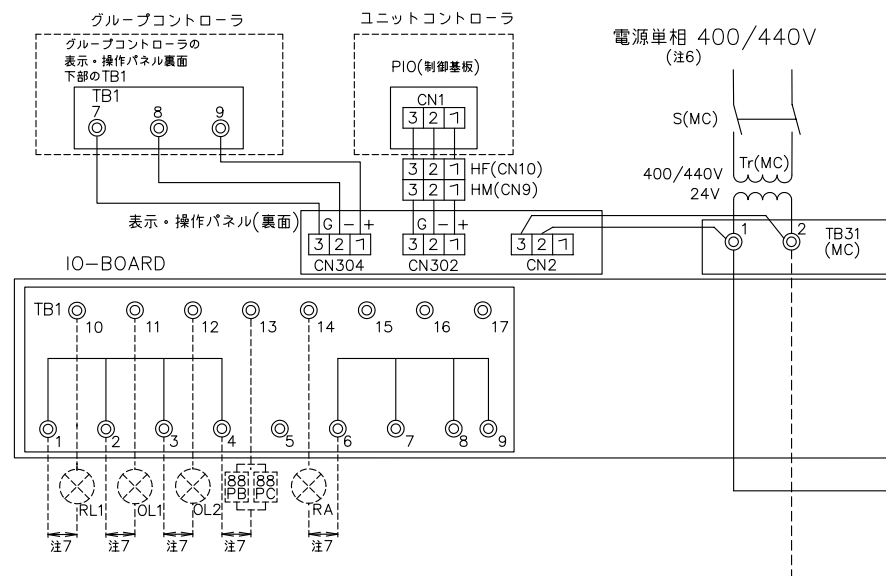 グループコントローラ
ユニットコントローラ
電源単相 400/440V
(注6)
グループコントローラの
表示・操作パネル裏面
下部のTB1
TB1
7 8 9
PIO(制御基板)
CN1
3 2 1
S(MC)
3 2 1 HF(CN10)
3 2 1 HM(CN9)
Tr(MC)
400/440V
24V
表示・操作パネル(裏面)
G - +
3 2 1
CN304
G - +
3 2 1
CN302
3 2 1
CN2
1 2
TB31
(MC)
IO-BOARD
TB1
10 11 12 13 14 15 16 17
1 2 3 4 5 6 7 8 9
88
PB
88
PC
RL1 OL1 OL2 RA
注7 注7 注7 注7 注7